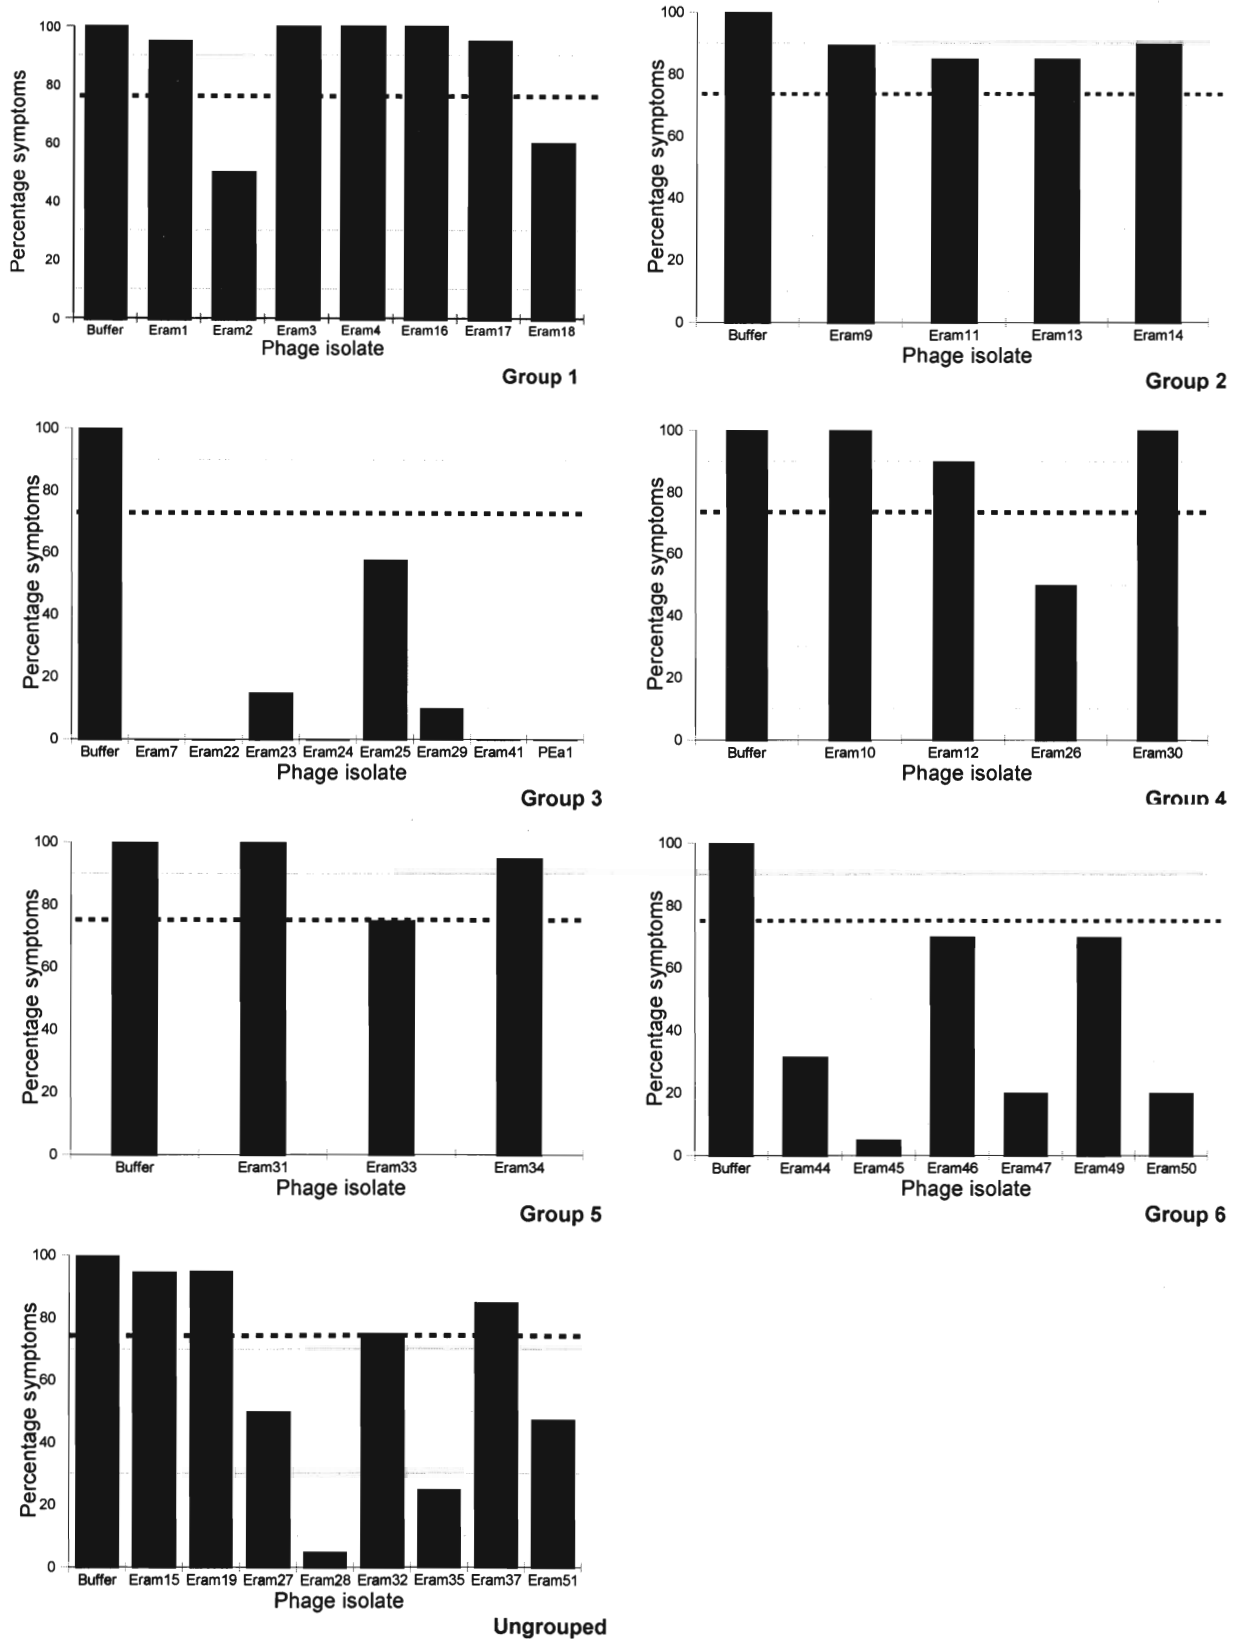 Percentage symptoms
100
80
60
40
20
0
Buffer Eram1 Eram2 Eram3 Eram4 Eram16 Eram17 Eram18
Phage isolate
Group 1
Percentage symptoms
100
80
60
40
20
0
Buffer Eram9 Eram11 Eram13 Eram14
Phage isolate
Group 2
Percentage symptoms
100
80
60
40
20
0
Buffer Eram7 Eram22 Eram23 Eram24 Eram25 Eram29 Eram41 PEa1
Phage isolate
Group 3
Percentage symptoms
100
80
60
40
20
0
Buffer Eram10 Eram12 Eram26 Eram30
Phage isolate
Group 4
Percentage symptoms
100
80
60
40
20
0
Buffer Eram31 Eram33 Eram34
Phage isolate
Group 5
Percentage symptoms
100
80
60
40
20
0
Buffer Eram44 Eram45 Eram46 Eram47 Eram49 Eram50
Phage isolate
Group 6
Percentage symptoms
100
80
60
40
20
0
Buffer Eram15 Eram19 Eram27 Eram28 Eram32 Eram35 Eram37 Eram51
Phage isolate
Ungrouped